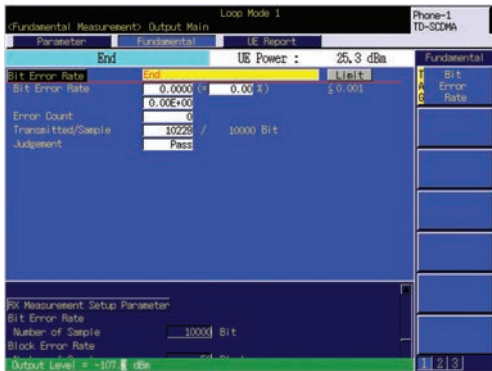 Loop Mode 1
Phone-1
<Fundamental Measurement> Output Main
TD-SCDMA
Parameter Fundamental UE Report
End UE Power : 25.3 dBm Fundamental
Bit Error Rate End Limit
Bit Error Rate 0.0000 (= 0.00 %) ≦ 0.001
0.00E+00
Error Count 0
Transmitted/Sample 10228 / 10000 Bit
Judgement Pass
TAG
Bit
Error
Rate
RX Measurement Setup Parameter
Bit Error Rate
Number of Sample 10000 Bit
Block Error Rate
Output Level = -107. dBm
1 2 3